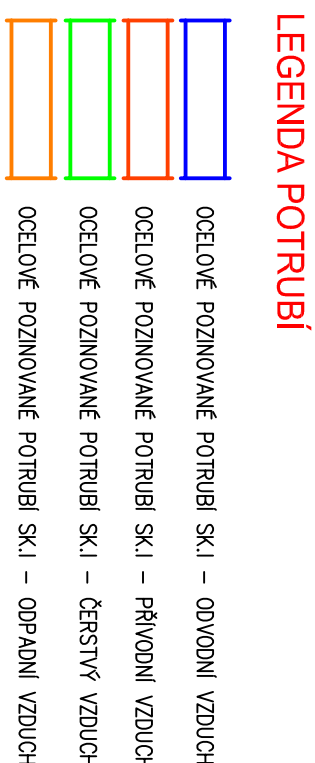 LEGENDA POTRUBÍ
OCELOVÉ POZINOVANÉ POTRUBÍ SK.I – ODVODNÍ VZDUCH
OCELOVÉ POZINOVANÉ POTRUBÍ SK.I – PŘÍVODNÍ VZDUCH
OCELOVÉ POZINOVANÉ POTRUBÍ SK.I – ČERSTVÝ VZDUCH
OCELOVÉ POZINOVANÉ POTRUBÍ SK.I – ODPADNÍ VZDUCH